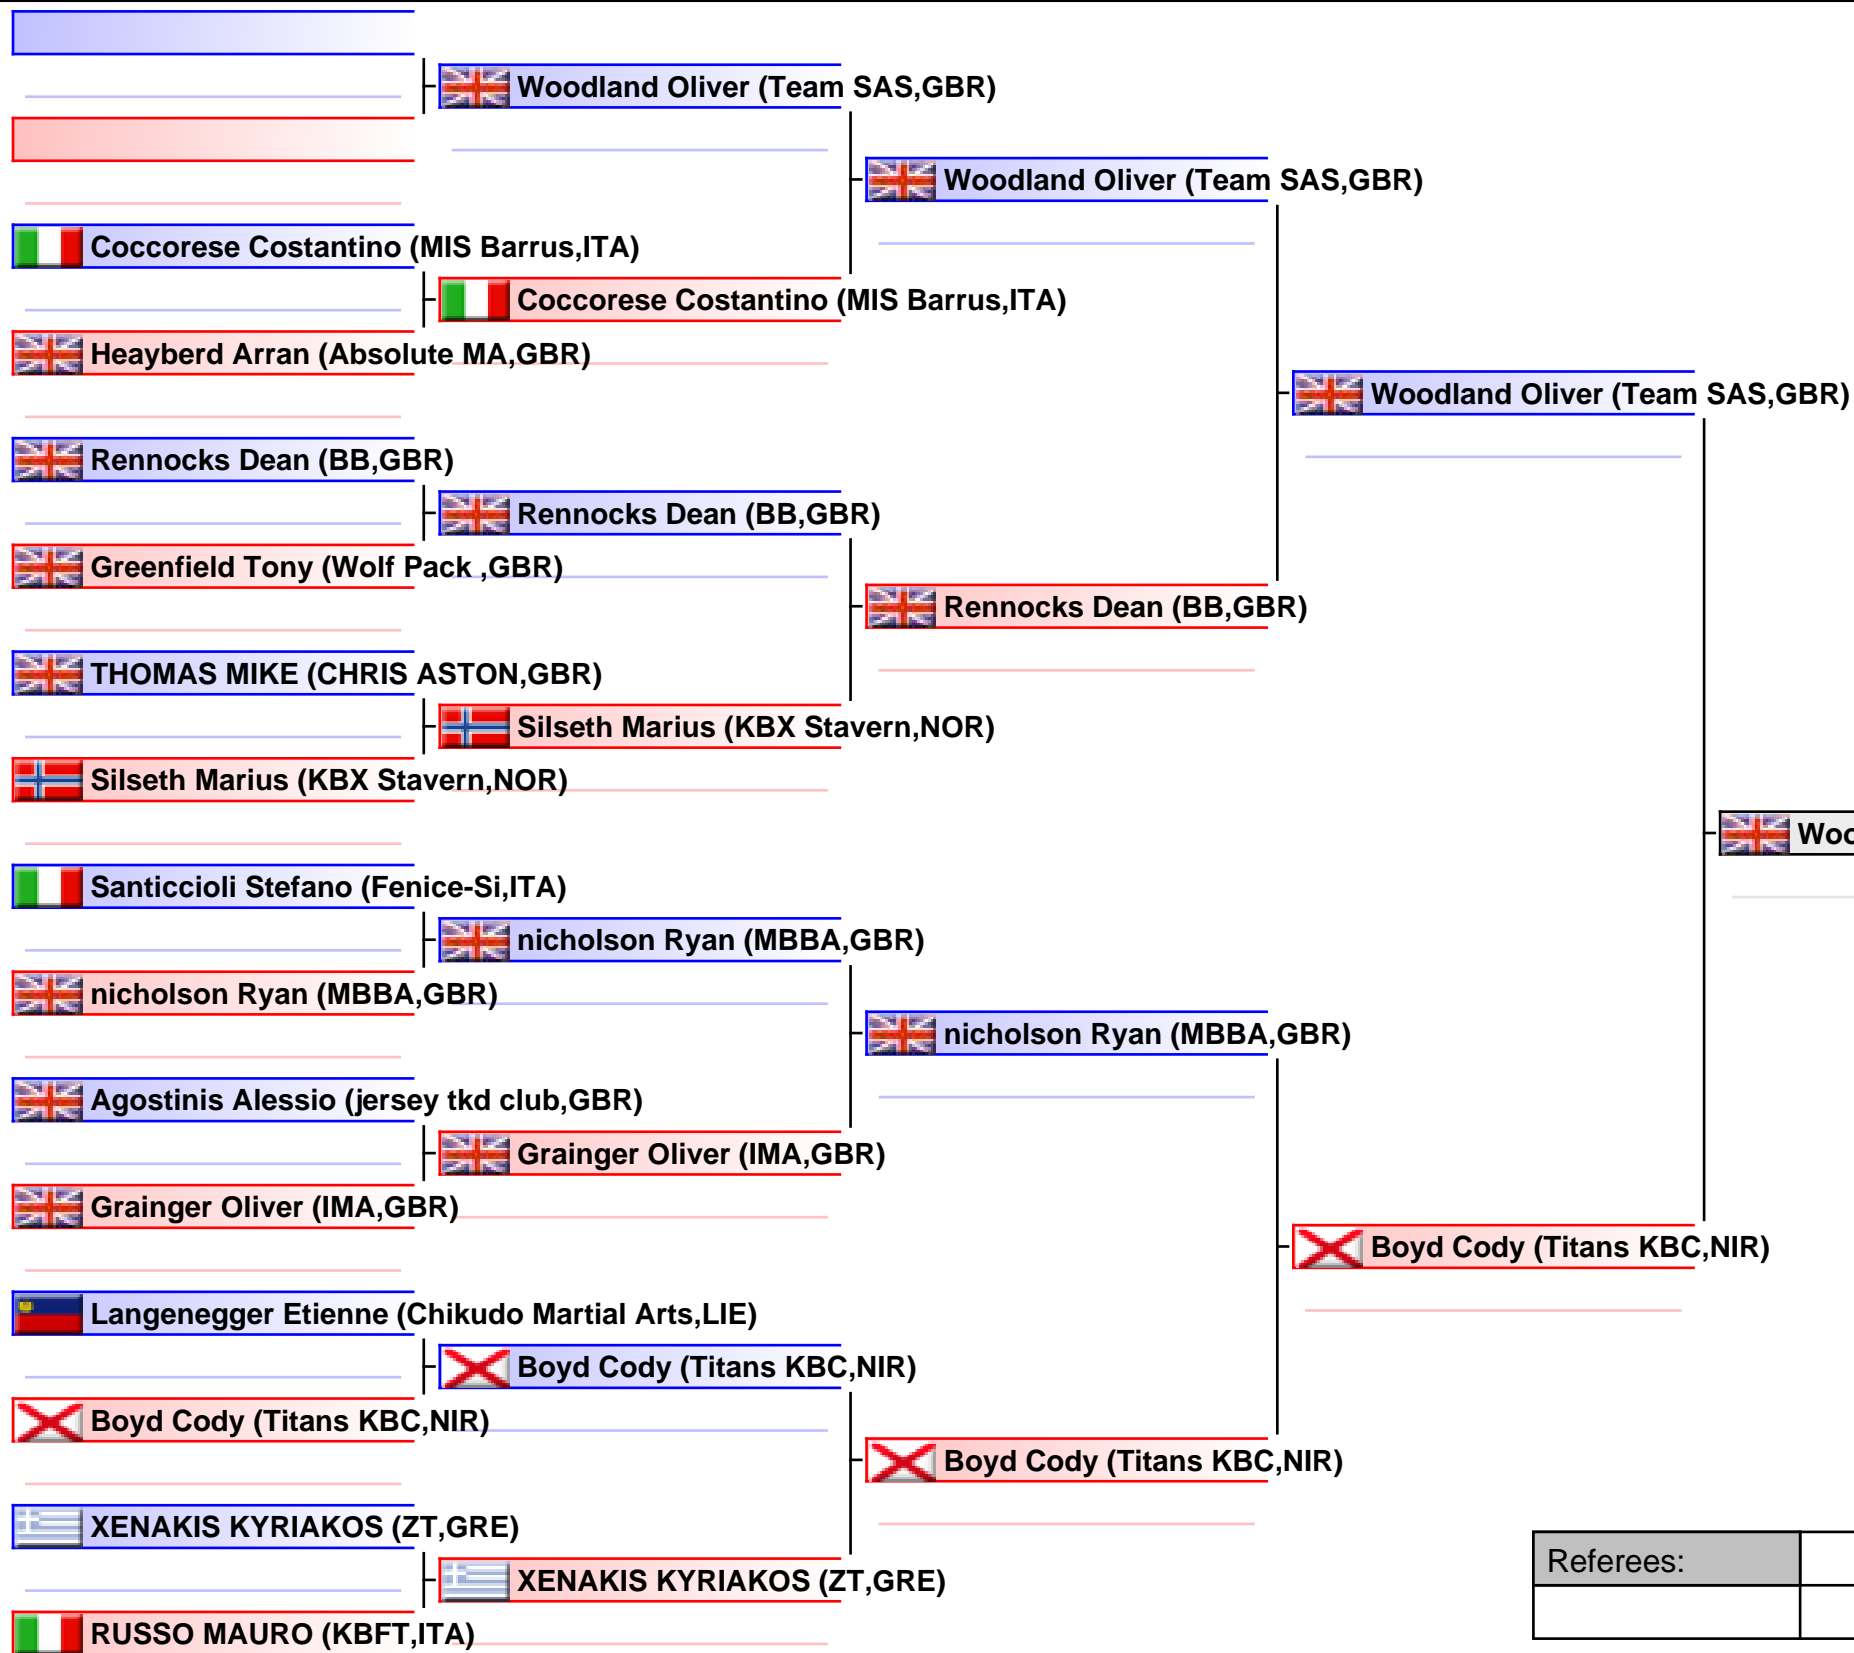 Woodland Oliver (Team SAS,GBR)
Woodland Oliver (Team SAS,GBR)
Coccorese Costantino (MIS Barrus,ITA)
Coccorese Costantino (MIS Barrus,ITA)
Heayberd Arran (Absolute MA,GBR)
Woodland Oliver (Team SAS,GBR)
Rennocks Dean (BB,GBR)
Rennocks Dean (BB,GBR)
Greenfield Tony (Wolf Pack ,GBR)
Rennocks Dean (BB,GBR)
THOMAS MIKE (CHRIS ASTON,GBR)
Silseth Marius (KBX Stavern,NOR)
Silseth Marius (KBX Stavern,NOR)
Santiccioli Stefano (Fenice-Si,ITA)
nicholson Ryan (MBBA,GBR)
nicholson Ryan (MBBA,GBR)
nicholson Ryan (MBBA,GBR)
Agostinis Alessio (jersey tkd club,GBR)
Grainger Oliver (IMA,GBR)
Grainger Oliver (IMA,GBR)
Boyd Cody (Titans KBC,NIR)
Langenegger Etienne (Chikudo Martial Arts,LIE)
Boyd Cody (Titans KBC,NIR)
Boyd Cody (Titans KBC,NIR)
Boyd Cody (Titans KBC,NIR)
XENAKIS KYRIAKOS (ZT,GRE)
Referees:
XENAKIS KYRIAKOS (ZT,GRE)
RUSSO MAURO (KBFT,ITA)